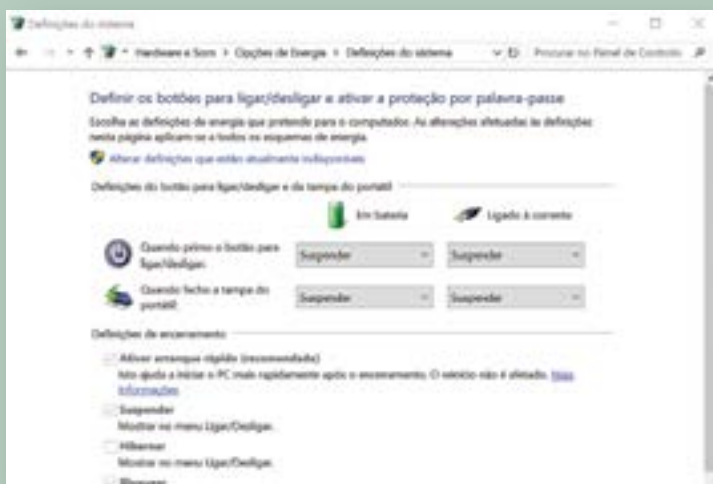 Definições do sistema
Hardware e Som > Opções de Energia > Definições do sistema
Procurar no Painel de Controlo
Definir os botões para ligar/desligar e ativar a proteção por palavra-passe
Escolha as definições de energia que pretende para o computador. As alterações efetuadas às definições
nesta página aplicam-se a todos os esquemas de energia.
Alterar definições que estão atualmente indisponíveis
Definições do botão para ligar/desligar e da tampa do portátil
Em bateria
Ligado à corrente
Quando primo o botão para
ligar/desligar:
Suspender
Suspender
Quando fecho a tampa do
portátil:
Suspender
Suspender
Definições de encerramento
Ativar arranque rápido (recomendado)
Isto ajuda a iniciar o PC mais rapidamente após o encerramento. O reinício não é afetado. Mais
Informações
Suspender
Mostrar no menu Ligar/Desligar.
Hibernar
Mostrar no menu Ligar/Desligar.
Bloquear